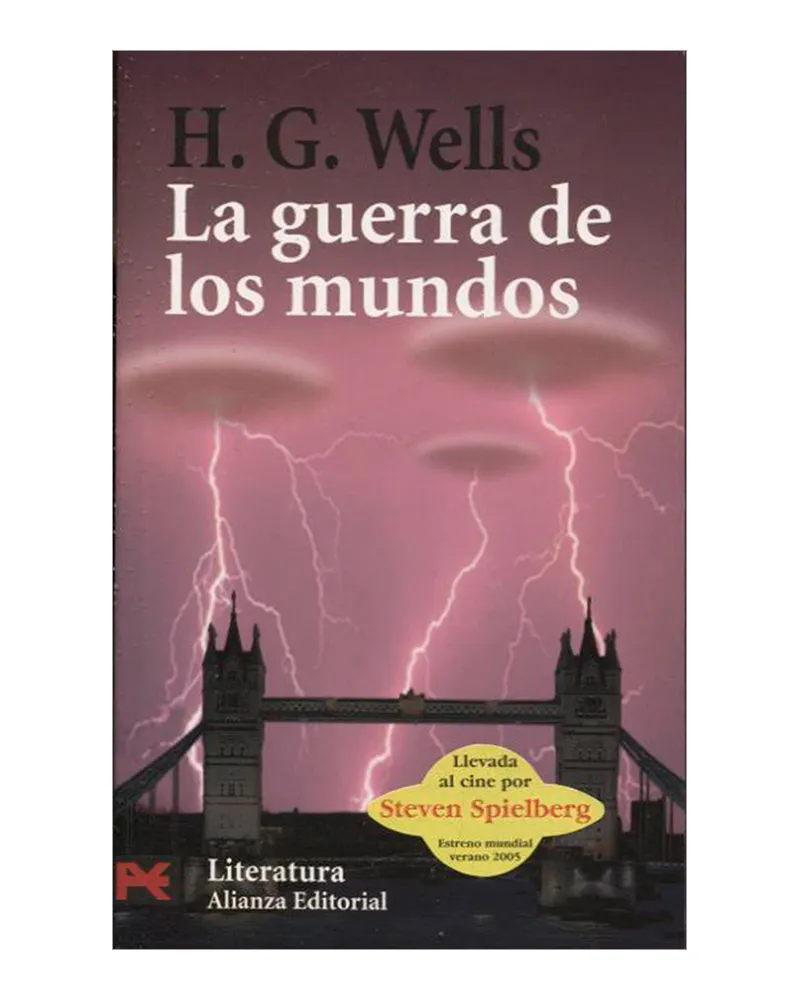 H. G. Wells
La guerra de
los mundos
Llevada
al cine por
Steven Spielberg
Estreno mundial
verano 2005
Literatura
Alianza Editorial